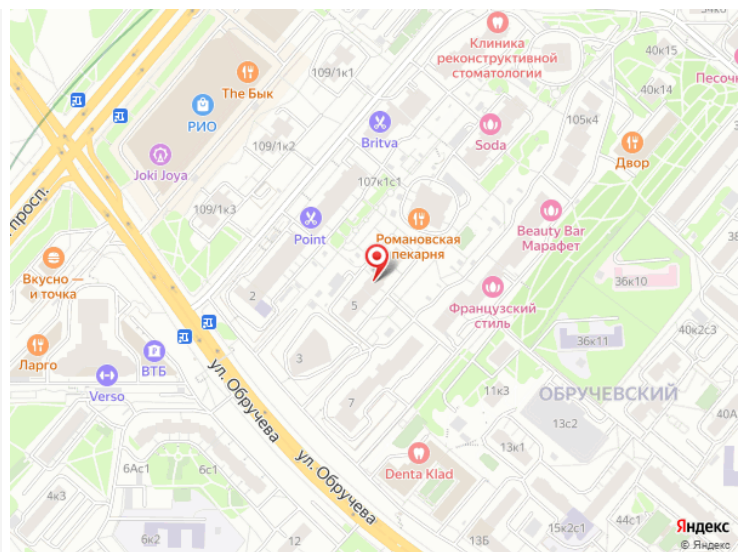 40к15
Клиника
реконструктивной
стоматологии
109/1к1
Песочн
The Бык
40к14
РИО
105к4
Britva
Soda
109/1к2
Двор
Joki Joya
107к1с1
109/1к3
просп.
Point
Романовская
пекарня
Beauty Bar
Марафет
Вкусно —
и точка
2
36к10
5
Французский
стиль
40к2с3
36к11
Ларго
ВТБ
3
ул. Обручева
11к3
ОБРУЧЕВСКИЙ
Verso
7
40А
13с2
13к1
ул. Обручева
6Ас1
6с1
Denta Klad
4к3
44с1
15к2с1
Яндекс
6к2
12
13Б
© Яндекс